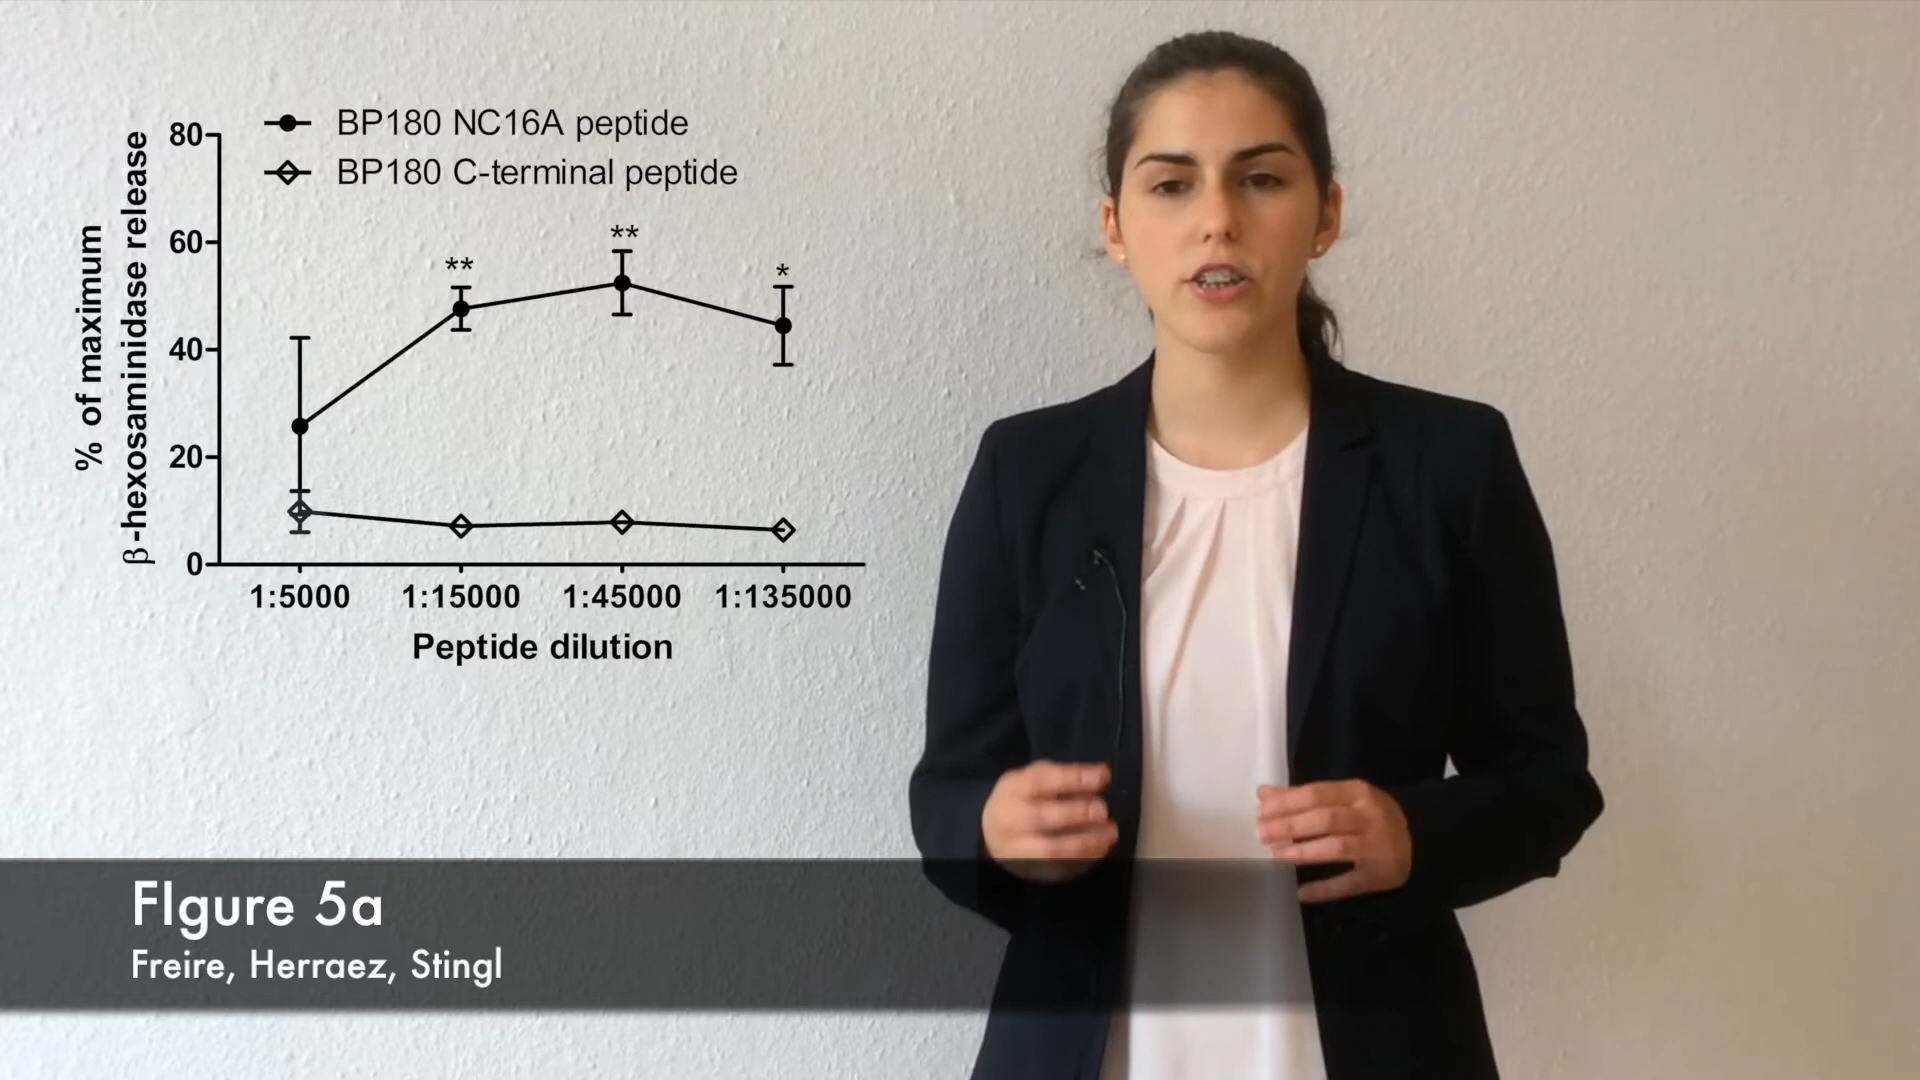 BP180 NC16A peptide
BP180 C-terminal peptide
% of maximum
β-hexosaminidase release
80
60
40
20
0
**
**
*
1:5000 1:15000 1:45000 1:135000
Peptide dilution
FIgure 5a
Freire, Herraez, Stingl